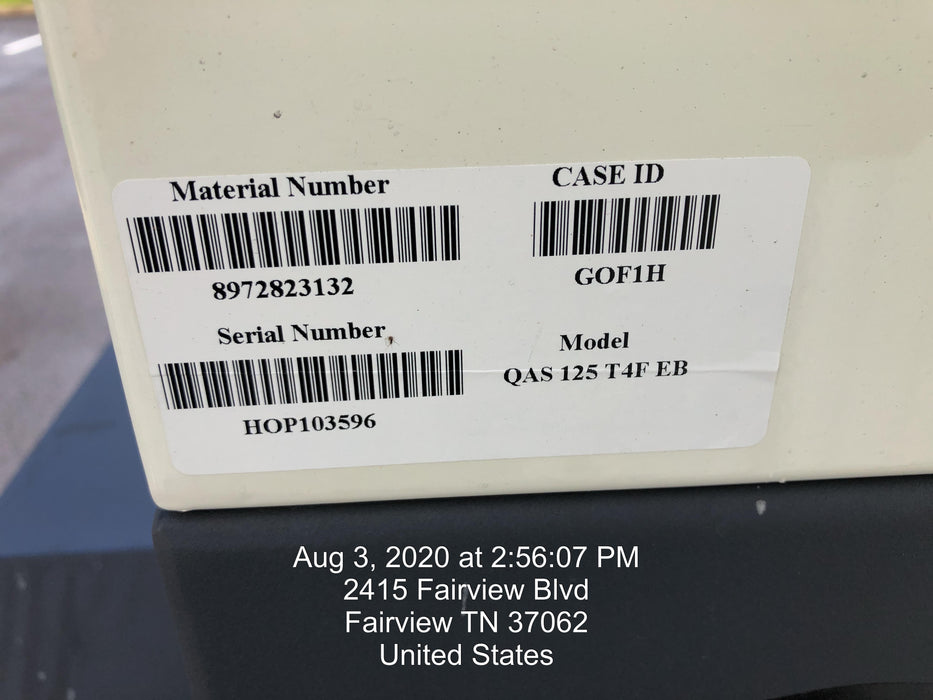 Material Number
8972823132
Serial Number
HOP103596
CASE ID
GOF1H
Model
QAS 125 T4F EB
Aug 3, 2020 at 2:56:07 PM
2415 Fairview Blvd
Fairview TN 37062
United States